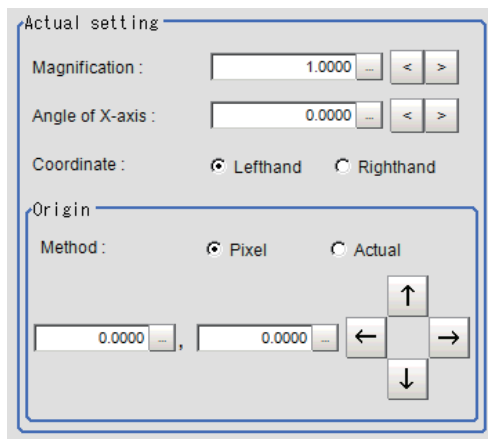 Actual setting
Magnification : 1.0000 ... < >
Angle of X-axis : 0.0000 ... < >
Coordinate : Lefthand Righthand
Origin
Method : Pixel Actual
↑
0.0000 ... , 0.0000 ... ← →
↓